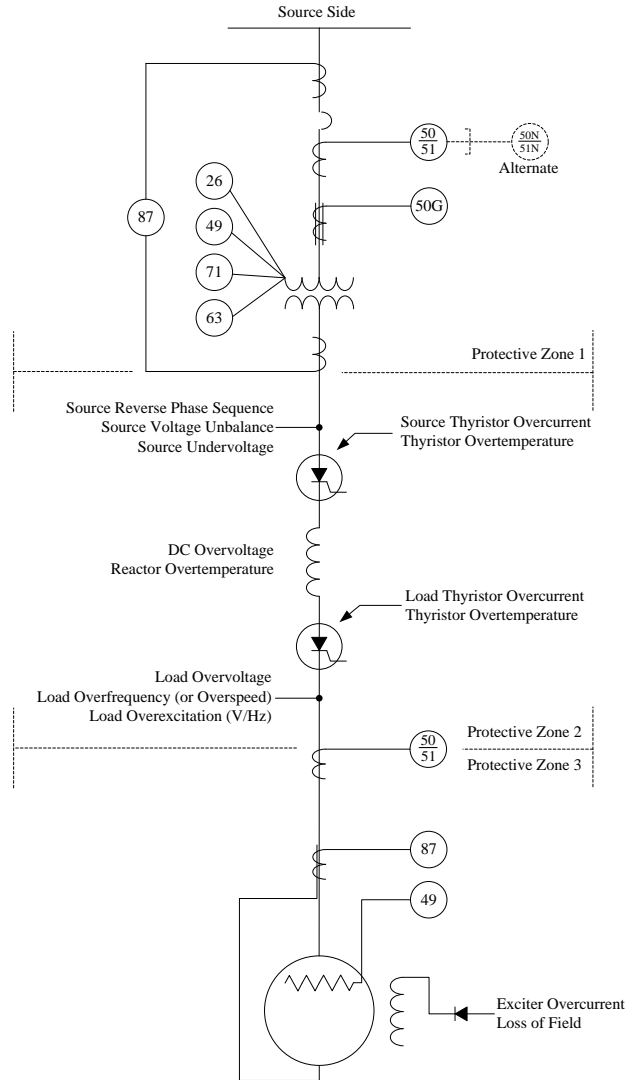 Source Side
50
51
50N
51N
Alternate
26
87
50G
49
71
63
Protective Zone 1
Source Reverse Phase Sequence
Source Voltage Unbalance
Source Undervoltage
Source Thyristor Overcurrent
Thyristor Overtemperature
DC Overvoltage
Reactor Overtemperature
Load Thyristor Overcurrent
Thyristor Overtemperature
Load Overvoltage
Load Overfrequency (or Overspeed)
Load Overexcitation (V/Hz)
50
51
Protective Zone 2
Protective Zone 3
87
49
Exciter Overcurrent
Loss of Field